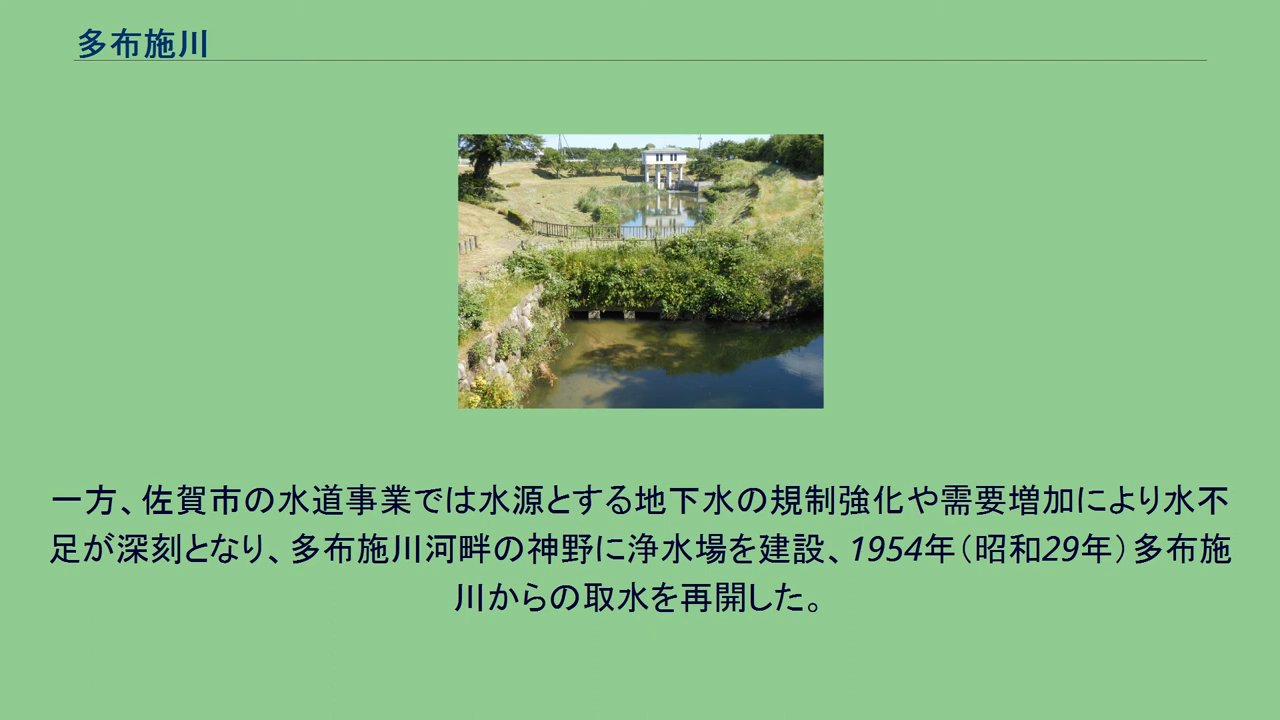 多布施川
一方、佐賀市の水道事業では水源とする地下水の規制強化や需要増加により水不
足が深刻となり、多布施川河畔の神野に浄水場を建設、1954年（昭和29年）多布施
川からの取水を再開した。